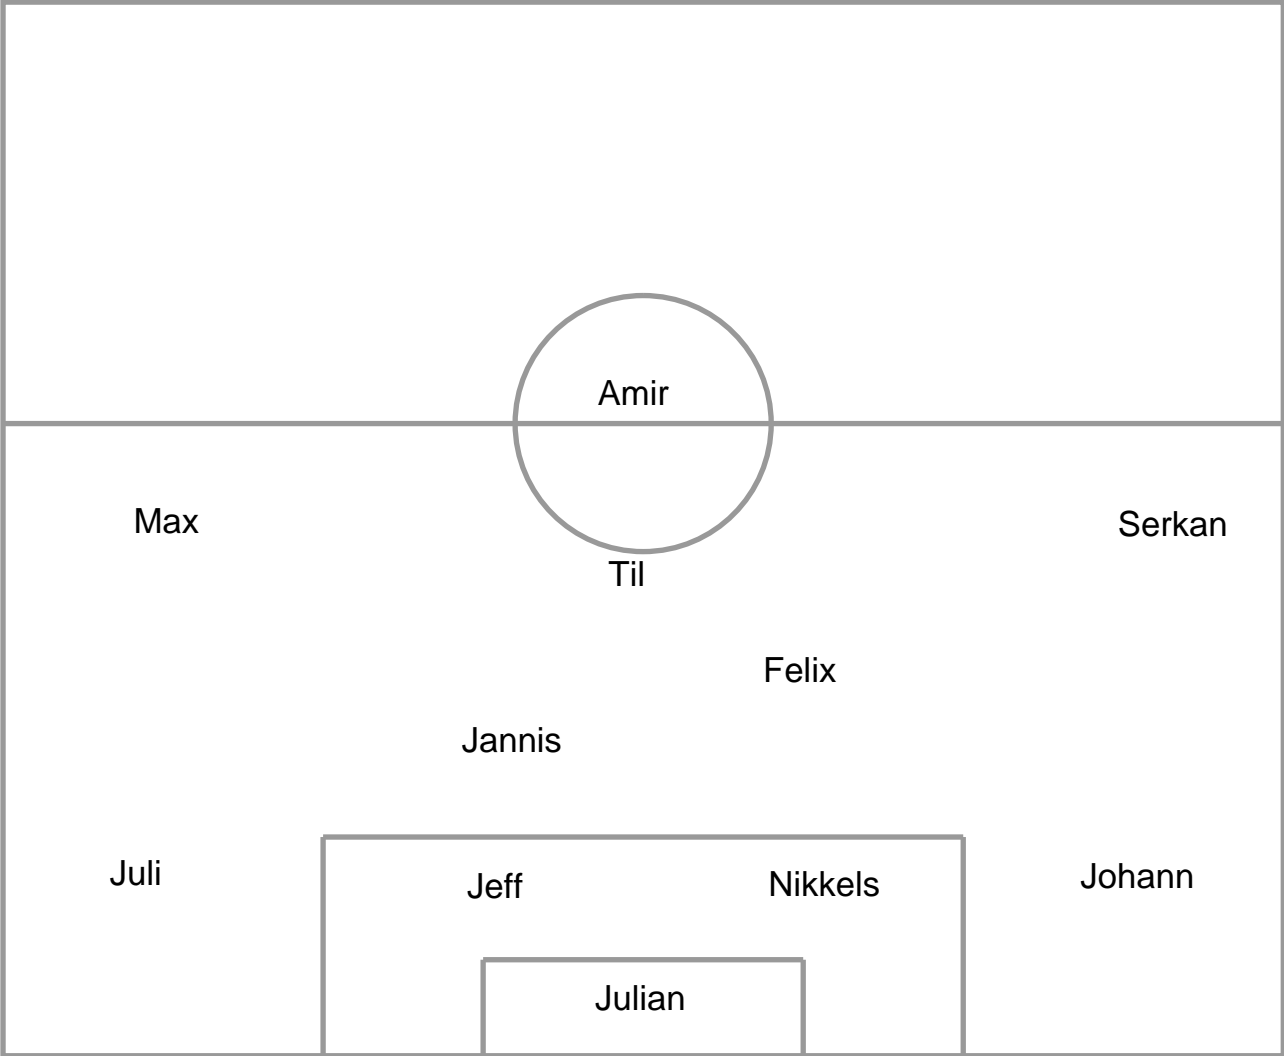 Amir
Max
Serkan
Til
Felix
Jannis
Juli
Jeff
Nikkels
Johann
Julian